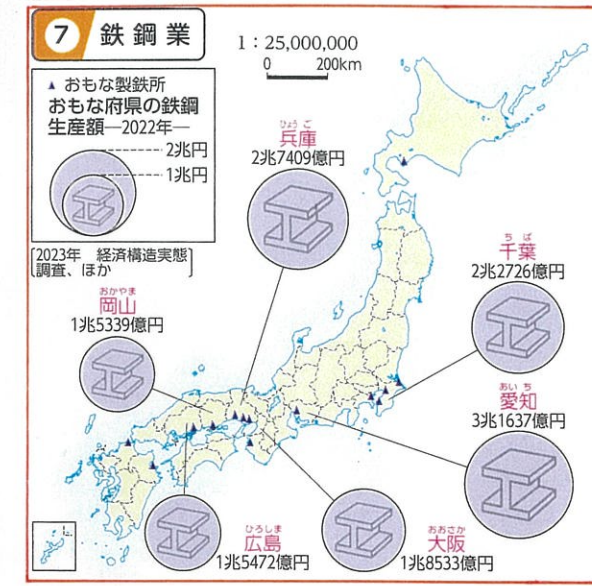 7 鉄鋼業
1：25,000,000
0 200km
▲ おもな製鉄所
おもな府県の鉄鋼
生産額―2022年―
2兆円
1兆円
[2023年 経済構造実態
調査、ほか]
ひょうご
兵庫
2兆7409億円
ちば
千葉
2兆2726億円
おかやま
岡山
1兆5339億円
あいち
愛知
3兆1637億円
ひろしま
広島
1兆5472億円
おおさか
大阪
1兆8533億円